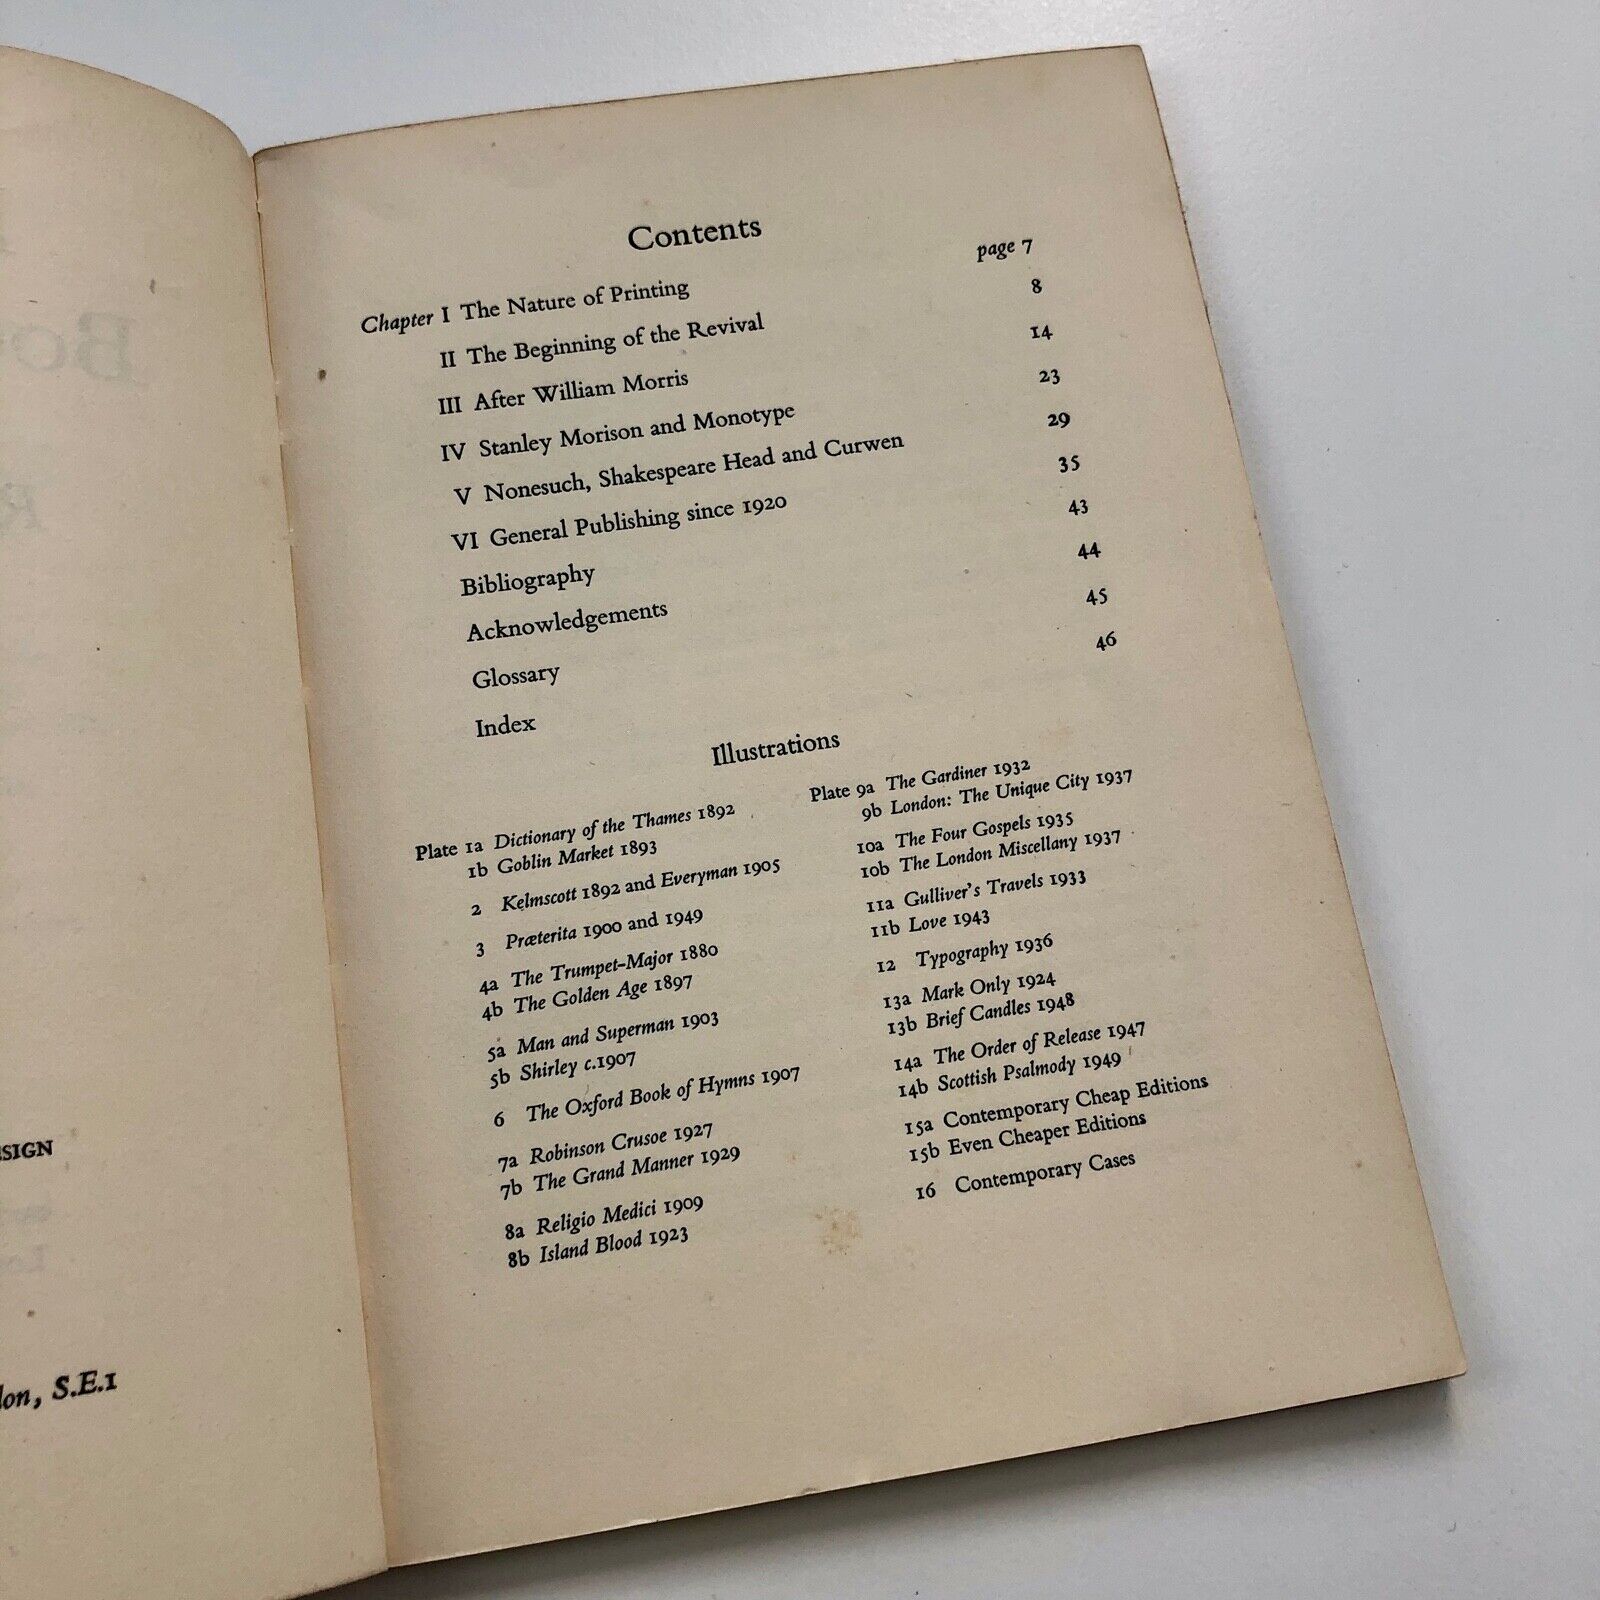 SIGN
don, S.E.1
Contents
page 7
Chapter I The Nature of Printing
8
II The Beginning of the Revival
14
III After William Morris
23
IV Stanley Morison and Monotype
29
V Nonesuch, Shakespeare Head and Curwen
35
VI General Publishing since 1920
43
Bibliography
44
Acknowledgements
45
Glossary
46
Index
Illustrations
Plate 1a Dictionary of the Thames 1892
1b Goblin Market 1893
2 Kelmscott 1892 and Everyman 1905
3 Præterita 1900 and 1949
4a The Trumpet-Major 1880
4b The Golden Age 1897
5a Man and Superman 1903
5b Shirley c.1907
6 The Oxford Book of Hymns 1907
7a Robinson Crusoe 1927
7b The Grand Manner 1929
8a Religio Medici 1909
8b Island Blood 1923
Plate 9a The Gardiner 1932
9b London: The Unique City 1937
10a The Four Gospels 1935
10b The London Miscellany 1937
11a Gulliver's Travels 1933
11b Love 1943
12 Typography 1936
13a Mark Only 1924
13b Brief Candles 1948
14a The Order of Release 1947
14b Scottish Psalmody 1949
15a Contemporary Cheap Editions
15b Even Cheaper Editions
16 Contemporary Cases